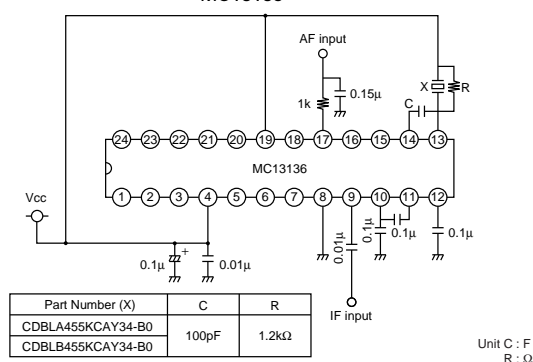 MC13136
AF input
X
R
0.15µ
1k
C
24 23 22 21 20 19 18 17 16 15 14 13
MC13136
1 2 3 4 5 6 7 8 9 10 11 12
Vcc
+
0.1µ
0.01µ
0.01µ
0.1µ
0.1µ
0.1µ
IF input
Part Number (X) C R
CDBLA455KCAY34-B0 100pF 1.2kΩ
CDBLB455KCAY34-B0
Unit C : F
R : Ω